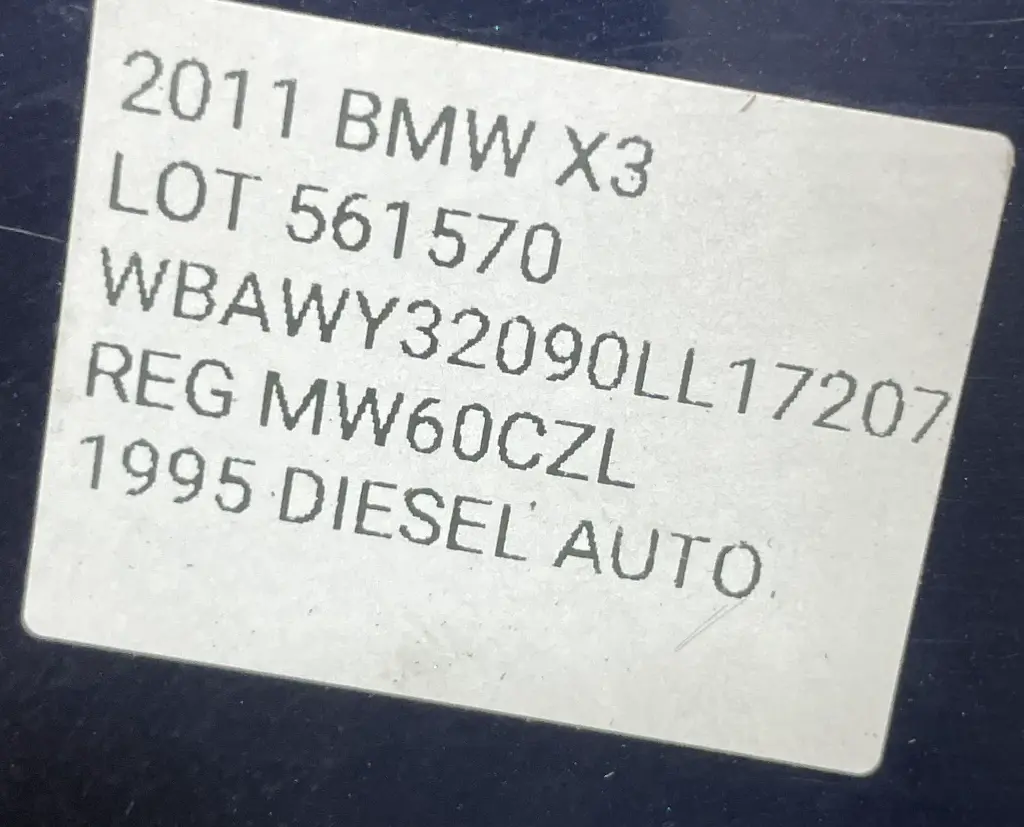 2011 BMW X3
LOT 561570
WBAWY32090LL17207
REG MW60CZL
1995 DIESEL AUTO